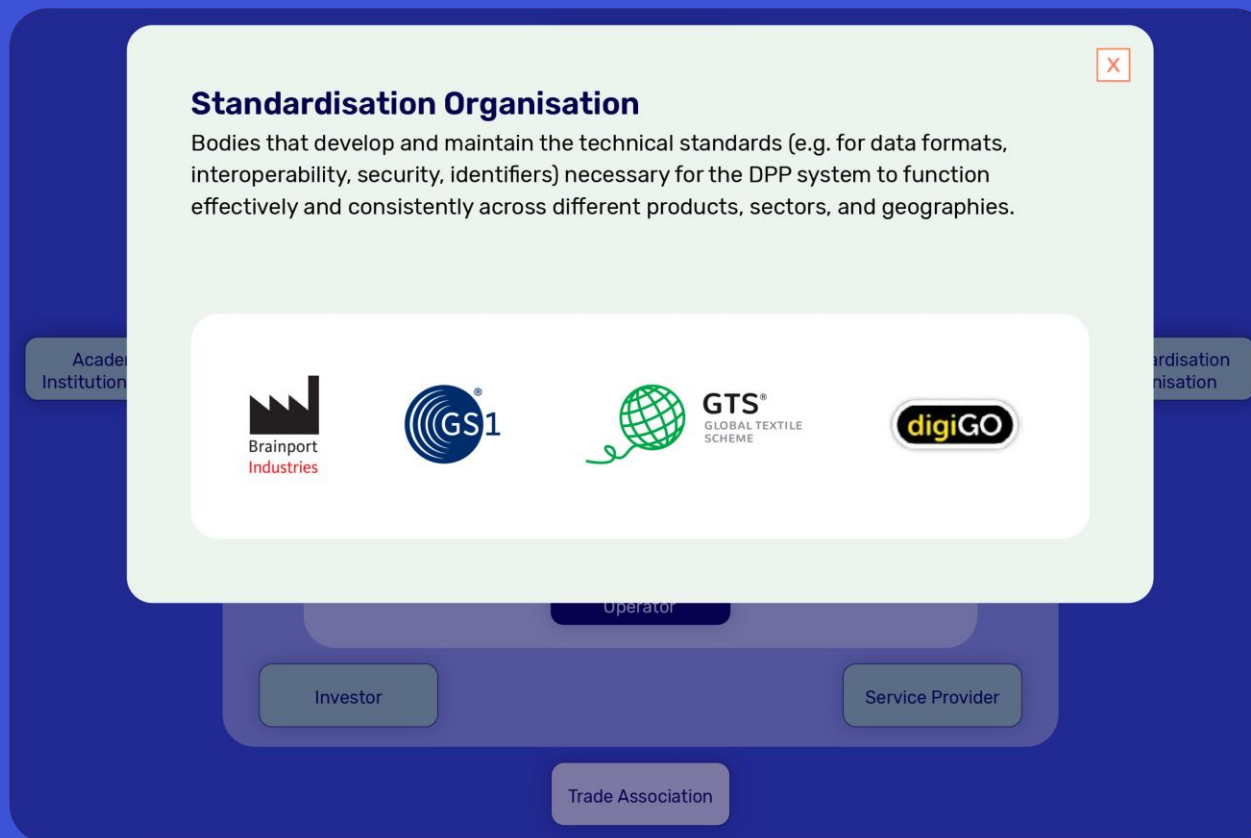 X
Standardisation Organisation
Bodies that develop and maintain the technical standards (e.g. for data formats,
interoperability, security, identifiers) necessary for the DPP system to function
effectively and consistently across different products, sectors, and geographies.
Brainport
Industries
GS1®
GTS®
GLOBAL TEXTILE
SCHEME
digiGO
Institution
Operator
Investor
Service Provider
Trade Association